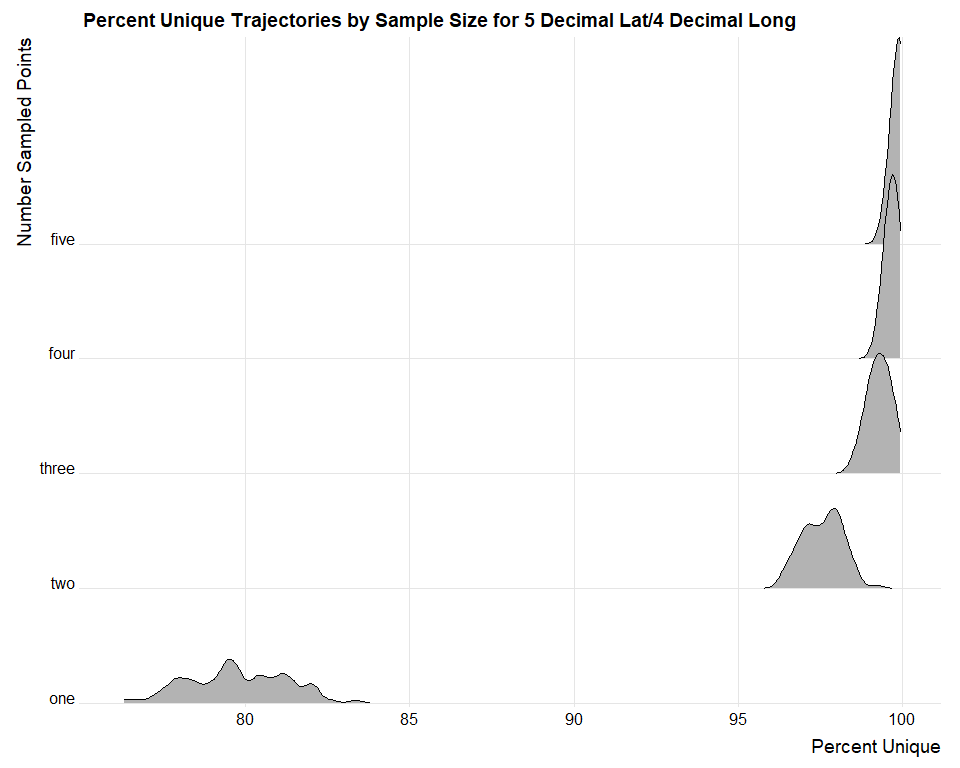 Percent Unique Trajectories by Sample Size for 5 Decimal Lat/4 Decimal Long
Number Sampled Points
five
four
three
two
one
80 85 90 95 100
Percent Unique